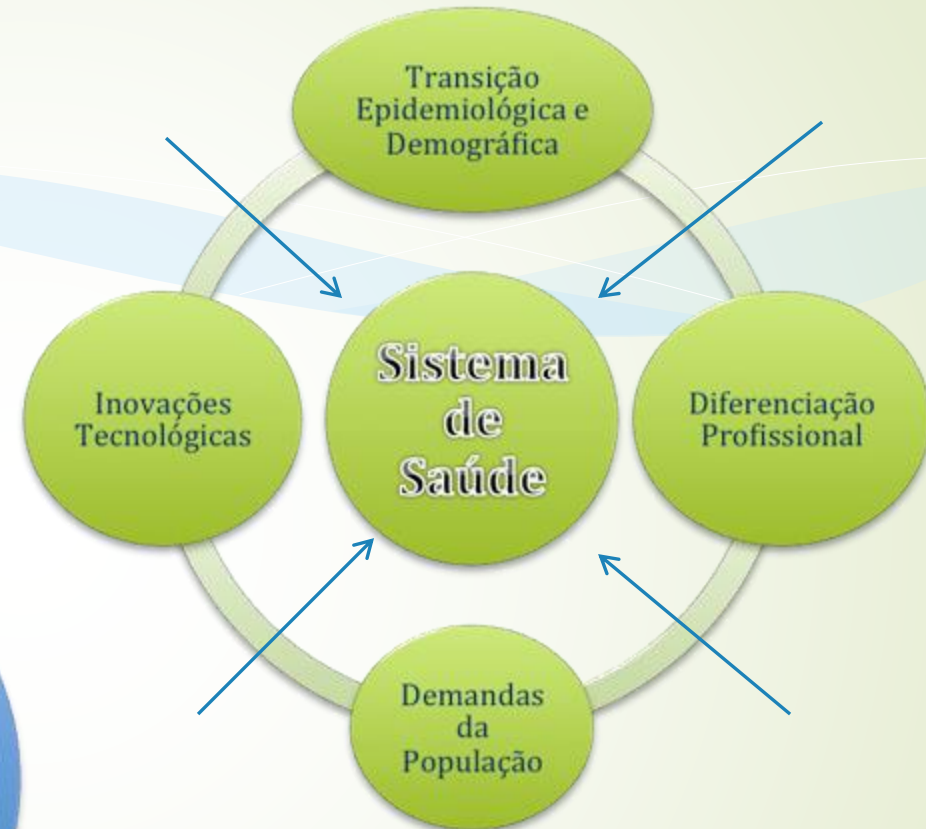 Transição
Epidemiológica e
Demográfica
Inovações
Tecnológicas
Sistema
de
Saúde
Diferenciação
Profissional
Demandas
da
População